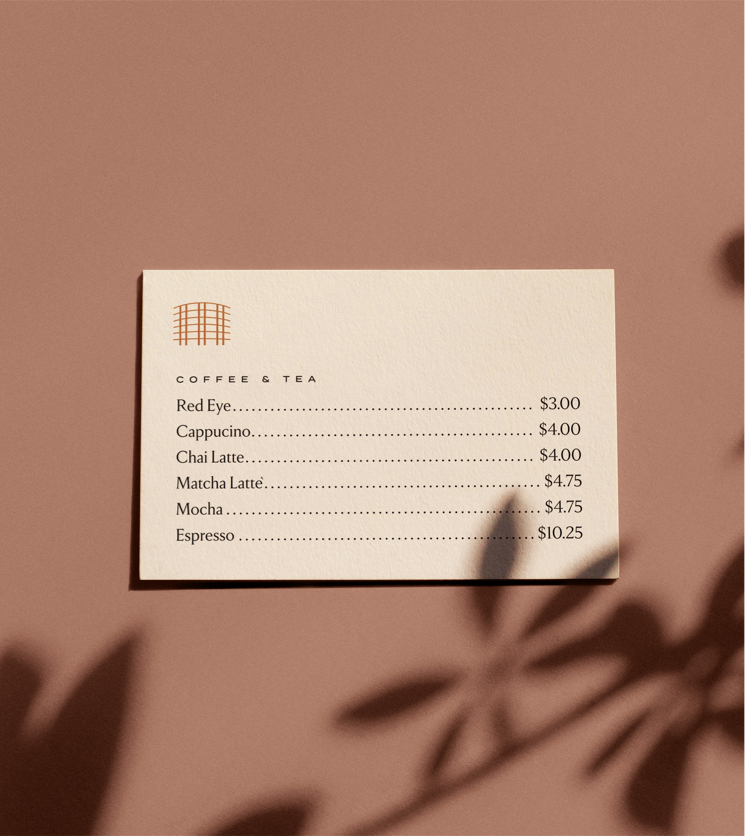 COFFEE & TEA
Red Eye................................................ $3.00
Cappucino............................................. $4.00
Chai Latte.............................................. $4.00
Matcha Latte`............................................ $4.75
Mocha .................................................. $4.75
Espresso ...............................................$10.25